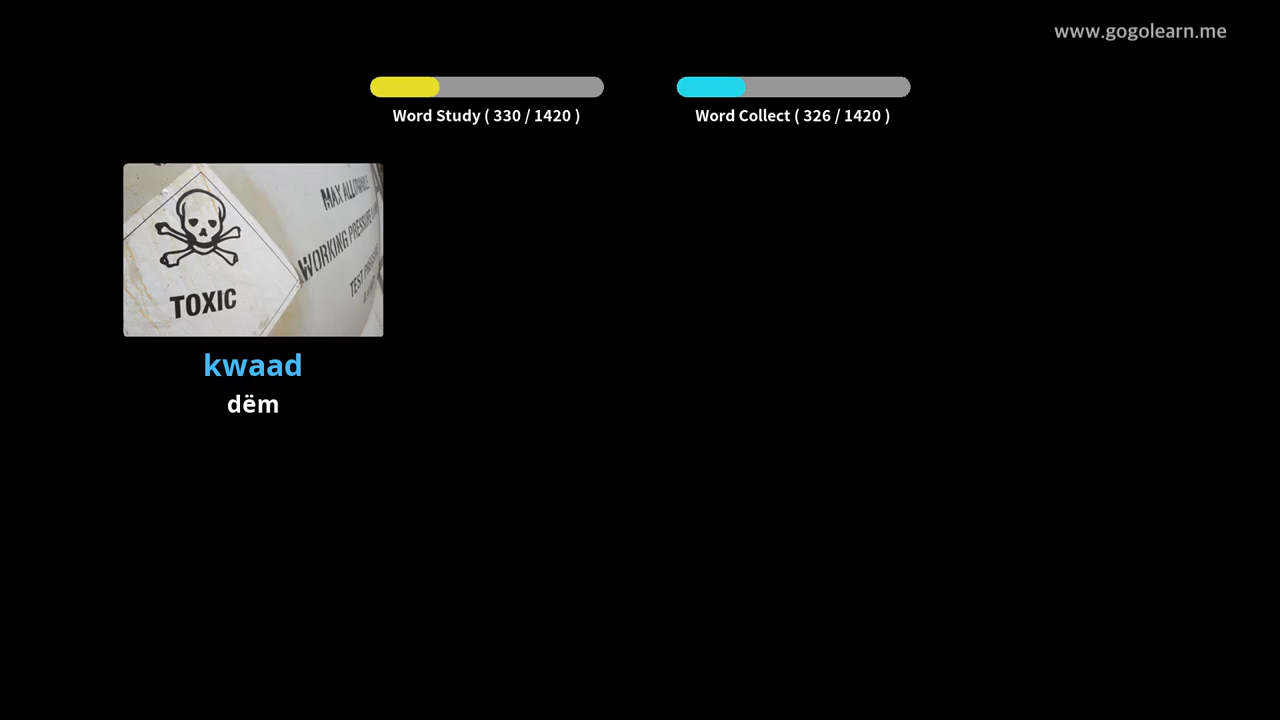 www.gogolearn.me
Word Study ( 330 / 1420 )
Word Collect ( 326 / 1420 )
MAX ALLOWABLE
WORKING PRESSURE
TEST
TOXIC
kwaad
dëm